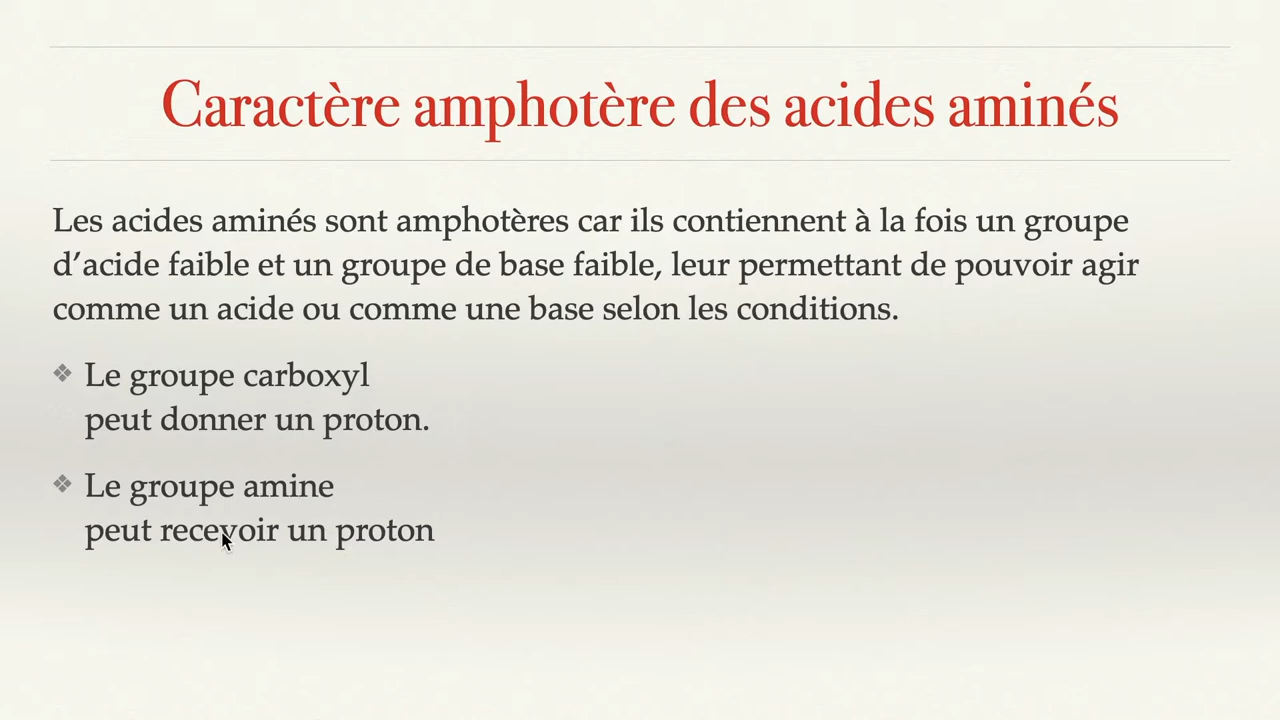 Caractère amphotère des acides aminés
Les acides aminés sont amphotères car ils contiennent à la fois un groupe
d’acide faible et un groupe de base faible, leur permettant de pouvoir agir
comme un acide ou comme une base selon les conditions.
❖ Le groupe carboxyl
peut donner un proton.
❖ Le groupe amine
peut recevoir un proton